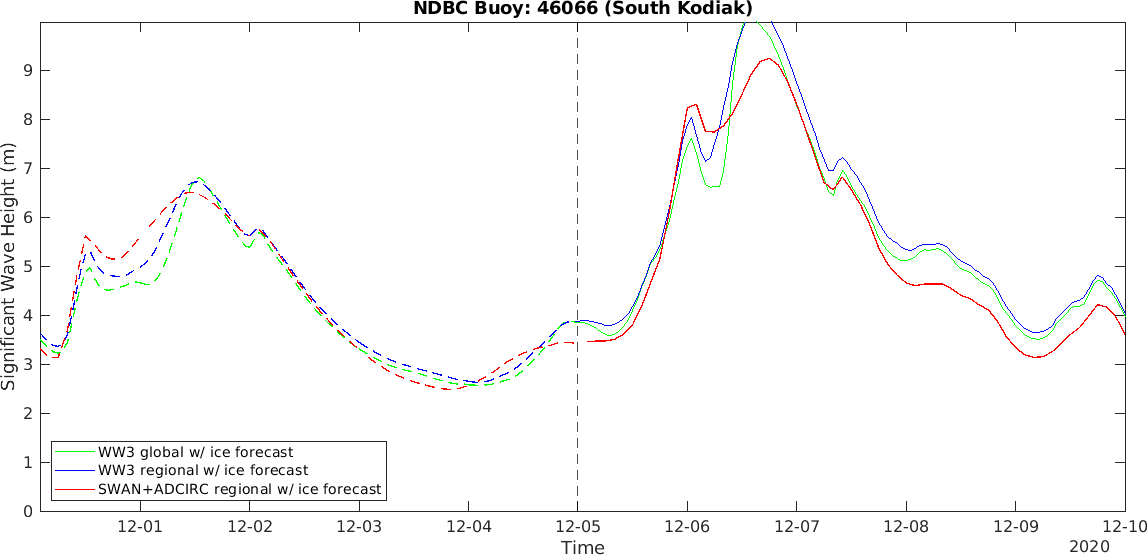 NDBC Buoy: 46066 (South Kodiak)
Significant Wave Height (m)
9
8
7
6
5
4
3
2
1
0
WW3 global w/ ice forecast
WW3 regional w/ ice forecast
SWAN+ADCIRC regional w/ ice forecast
12-01 12-02 12-03 12-04 12-05 12-06 12-07 12-08 12-09 12-10
Time
2020